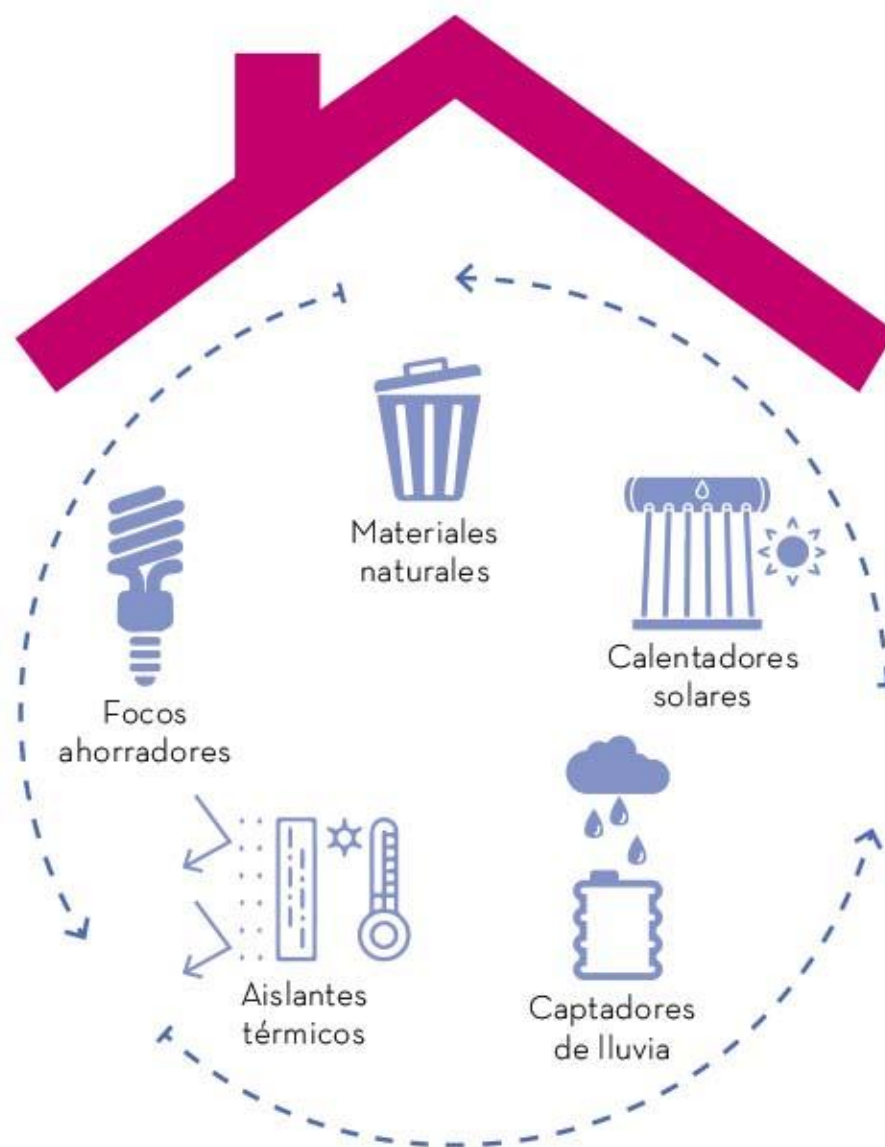 Materiales
naturales
Calentadores
solares
Focos
ahorradores
Aislantes
térmicos
Captadores
de lluvia